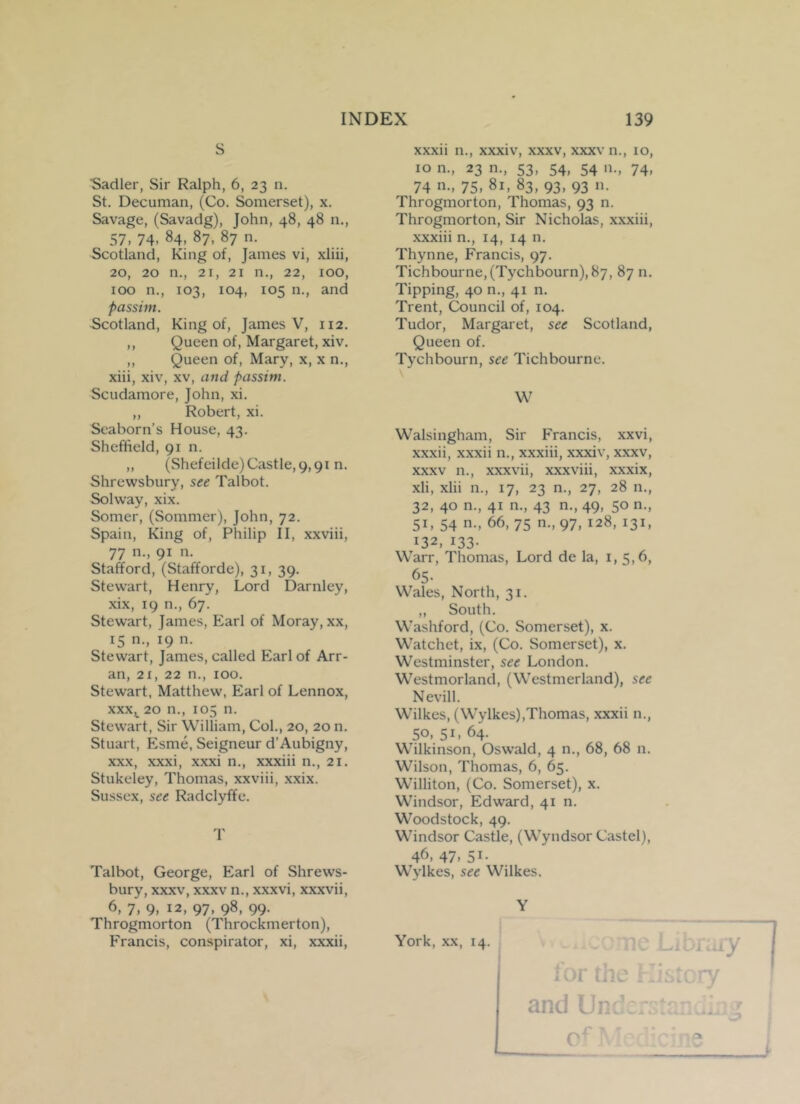 INDEX 139
S
Sadler, Sir Ralph, 6, 23 n.
St. Decuman, (Co. Somerset), x.
Savage, (Savadg), John, 48, 48 n.,
57, 74, 84, 87, 87 n.
Scotland, King of, James vi, xliii,
20, 20 n., 21, 21 n., 22, 100,
100 n., 103, 104, 105 n., and
passim.
Scotland, King of, James V, 112.
,, Queen of, Margaret, xiv.
,, Queen of, Mary, x, x n.,
xiii, xiv, xv, and passim.
Scudamore, John, xi.
,, Robert, xi.
Seaborn's House, 43.
Sheffield, 91 n.
,, (Shefeilde) Castle, 9, 91 n.
Shrewsbury, see Talbot.
Solway, xix.
Somer, (Sommer), John, 72.
Spain, King of, Philip II, xxviii,
77 n., 91 n.
Stafford, (Stafforde), 31, 39.
Stewart, Henry, Lord Darnley,
xix, 19 n., 67.
Stewart, James, Earl of Moray, xx,
15 n., 19 n.
Stewart, James, called Earl of Arr-
an, 21, 22 n., 100.
Stewart, Matthew, Earl of Lennox,
xxx, 20 n., 105 n.
Stewart, Sir William, Col., 20, 20 n.
Stuart, Esmé, Seigneur d'Aubigny,
xxx, xxxi, xxxi n., xxxiii n., 21.
Stukeley, Thomas, xxviii, xxix.
Sussex, see Radclyffe.
T
Talbot, George, Earl of Shrews-
bury, xxxv, xxxv n., xxxvi, xxxvii,
6, 7, 9, 12, 97, 98, 99.
Throgmorton (Throckmerton),
Francis, conspirator, xi, xxxii,
xxxii n., xxxiv, xxxv, xxxv n., 10,
10 n., 23 n., 53, 54, 54 n., 74,
74 n., 75, 81, 83, 93, 93 n.
Throgmorton, Thomas, 93 n.
Throgmorton, Sir Nicholas, xxxiii,
xxxiii n., 14, 14 n.
Thynne, Francis, 97.
Tichbourne, (Tychbourn), 87, 87 n.
Tipping, 40 n., 41 n.
Trent, Council of, 104.
Tudor, Margaret, see Scotland,
Queen of.
Tychbourn, see Tichbourne.
W
Walsingham, Sir Francis, xxvi,
xxxii, xxxii n., xxxiii, xxxiv, xxxv,
xxxv n., xxxvii, xxxviii, xxxix,
xli, xlii n., 17, 23 n., 27, 28 n.,
32, 40 n., 41 n., 43 n., 49, 50 n.,
51, 54 n., 66, 75 n., 97, 128, 131,
132, 133.
Warr, Thomas, Lord de la, 1, 5, 6,
65.
Wales, North, 31.
,, South.
Washford, (Co. Somerset), x.
Watchet, ix, (Co. Somerset), x.
Westminster, see London.
Westmorland, (Westmerland), see
Nevill.
Wilkes, (Wylkes), Thomas, xxxii n.,
50, 51, 64.
Wilkinson, Oswald, 4 n., 68, 68 n.
Wilson, Thomas, 6, 65.
Williton, (Co. Somerset), x.
Windsor, Edward, 41 n.
Woodstock, 49.
Windsor Castle, (Wyndsor Castel),
46, 47, 51.
Wylkes, see Wilkes.
Y
York, xx, 14.
Library
for the History
and Understanding
of Medicine